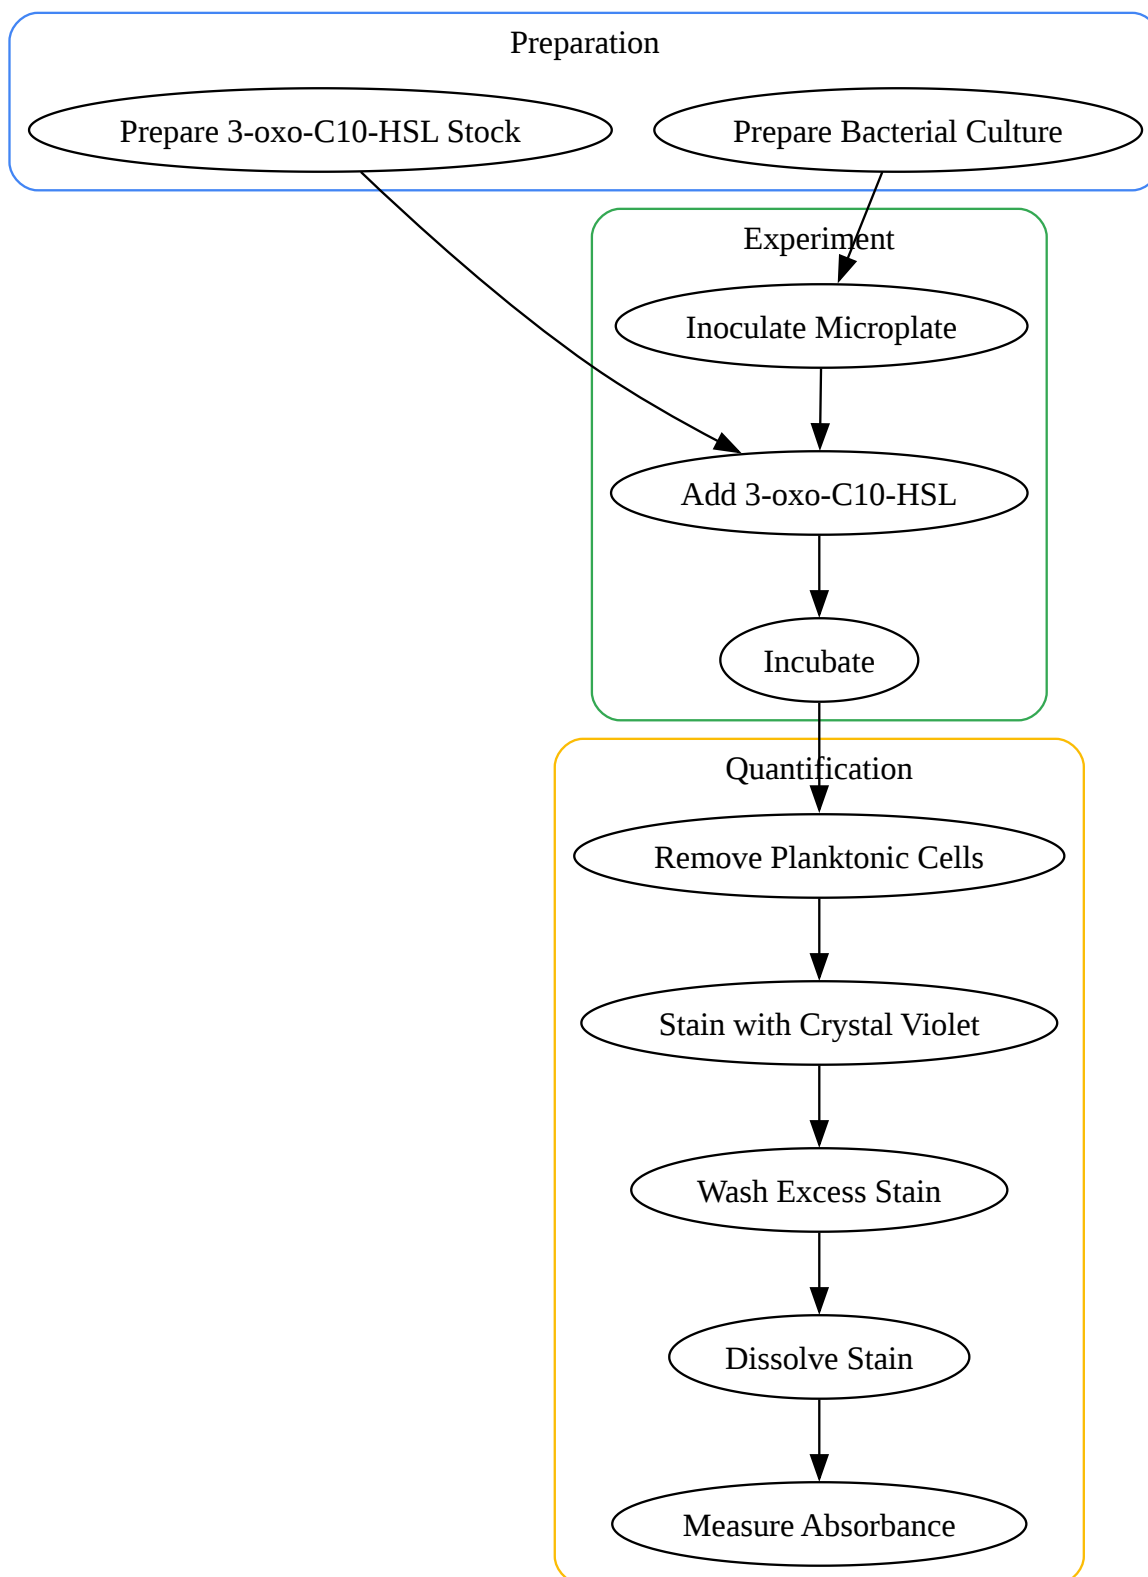 Preparation
Prepare 3-oxo-C10-HSL Stock
Prepare Bacterial Culture
Experiment
Inoculate Microplate
Add 3-oxo-C10-HSL
Incubate
Quantification
Remove Planktonic Cells
Stain with Crystal Violet
Wash Excess Stain
Dissolve Stain
Measure Absorbance